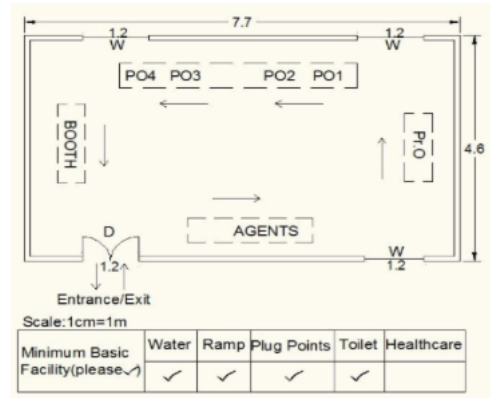 7.7
1.2 1.2
W W
PO4 PO3 PO2 PO1
BOOTH
Pr.O
4.6
D
AGENTS
W
1.2
1.2
Entrance/Exit
Scale:1cm=1m
Minimum Basic Facility(please✓) Water Ramp Plug Points Toilet Healthcare
✓ ✓ ✓ ✓